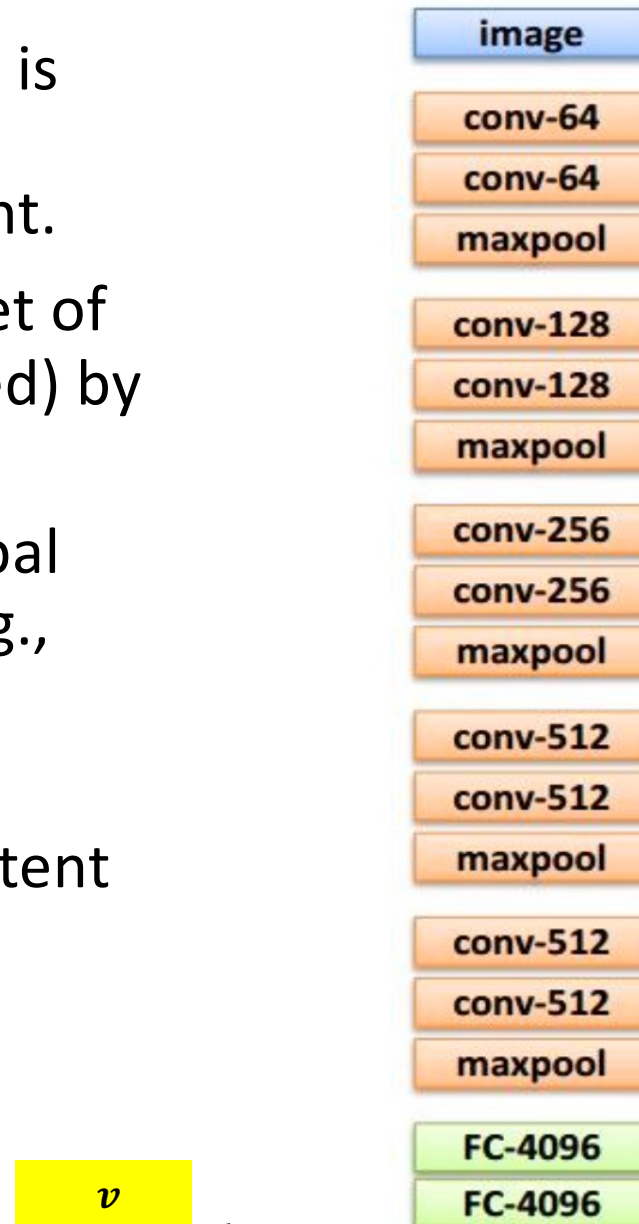 is
nt.
et of
ed) by
bal
g.,
tent
v
image
conv-64
conv-64
maxpool
conv-128
conv-128
maxpool
conv-256
conv-256
maxpool
conv-512
conv-512
maxpool
conv-512
conv-512
maxpool
FC-4096
FC-4096